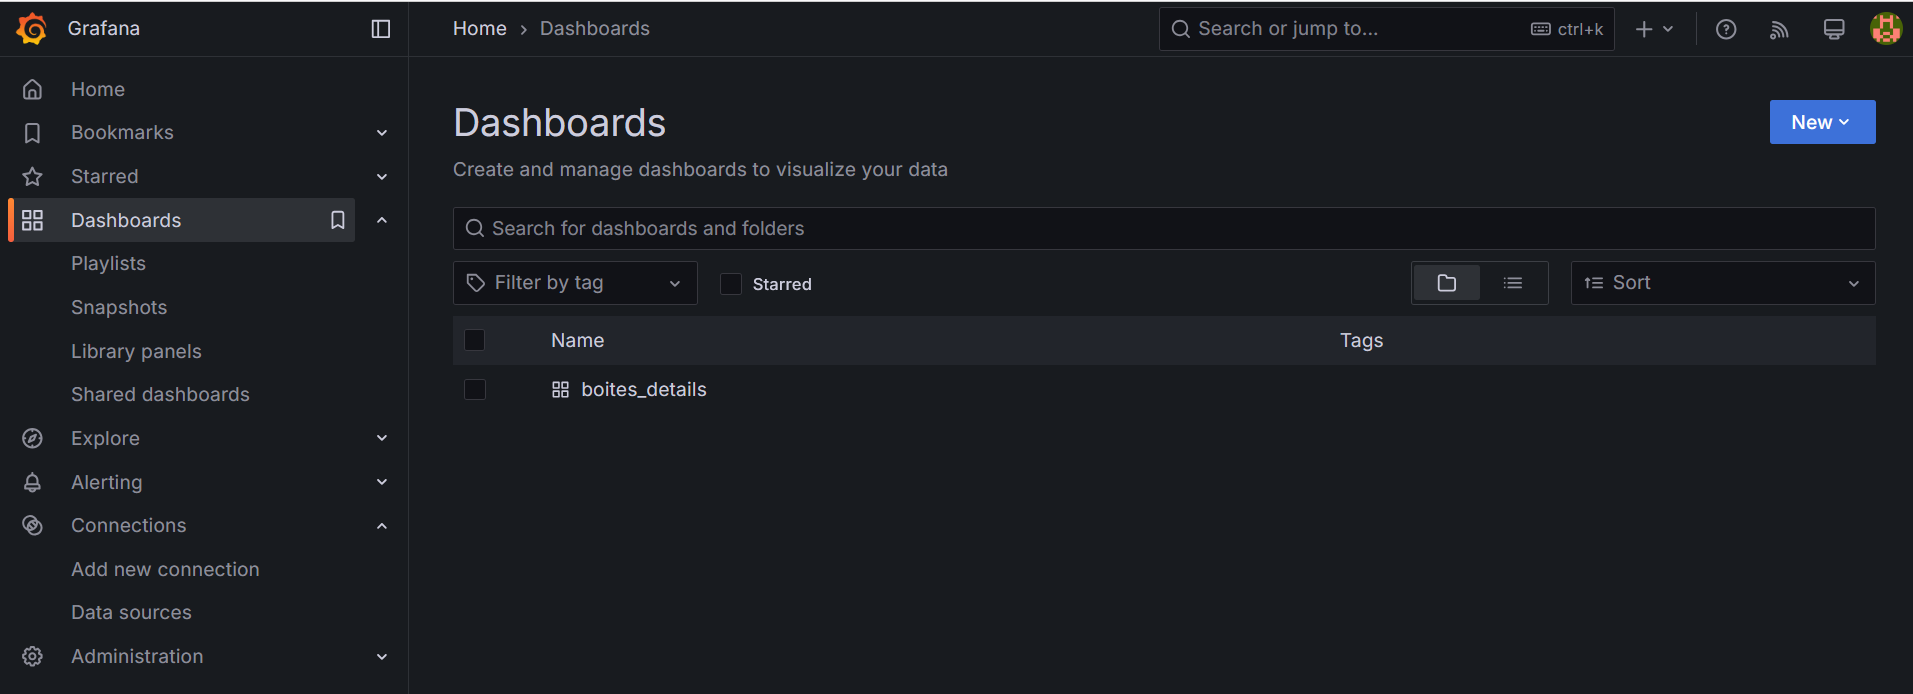 Grafana
Home › Dashboards
Search or jump to... ctrl+k
Home
Bookmarks
Starred
Dashboards
Playlists
Snapshots
Library panels
Shared dashboards
Explore
Alerting
Connections
Add new connection
Data sources
Administration
Dashboards
New
Create and manage dashboards to visualize your data
Search for dashboards and folders
Filter by tag
Starred
Sort
Name Tags
boites_details